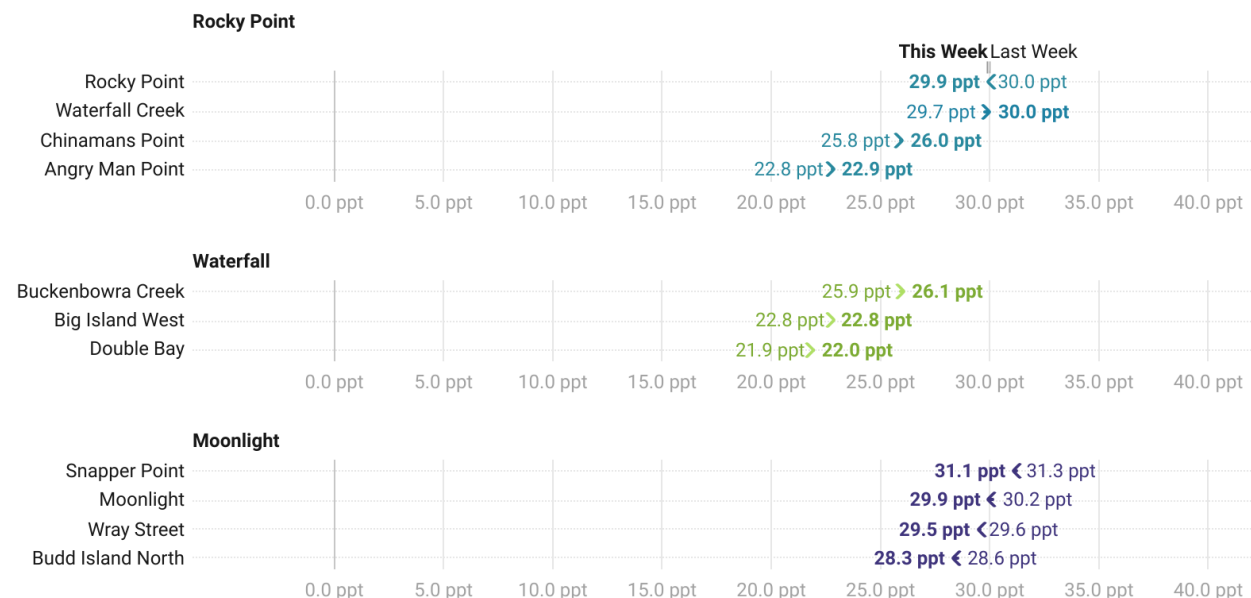 Rocky Point
This Week Last Week
Rocky Point 29.9 ppt 30.0 ppt
Waterfall Creek 29.7 ppt 30.0 ppt
Chinamans Point 25.8 ppt 26.0 ppt
Angry Man Point 22.8 ppt 22.9 ppt
0.0 ppt 5.0 ppt 10.0 ppt 15.0 ppt 20.0 ppt 25.0 ppt 30.0 ppt 35.0 ppt 40.0 ppt
Waterfall
Buckenbowra Creek 25.9 ppt 26.1 ppt
Big Island West 22.8 ppt 22.8 ppt
Double Bay 21.9 ppt 22.0 ppt
0.0 ppt 5.0 ppt 10.0 ppt 15.0 ppt 20.0 ppt 25.0 ppt 30.0 ppt 35.0 ppt 40.0 ppt
Moonlight
Snapper Point 31.1 ppt 31.3 ppt
Moonlight 29.9 ppt 30.2 ppt
Wray Street 29.5 ppt 29.6 ppt
Budd Island North 28.3 ppt 28.6 ppt
0.0 ppt 5.0 ppt 10.0 ppt 15.0 ppt 20.0 ppt 25.0 ppt 30.0 ppt 35.0 ppt 40.0 ppt